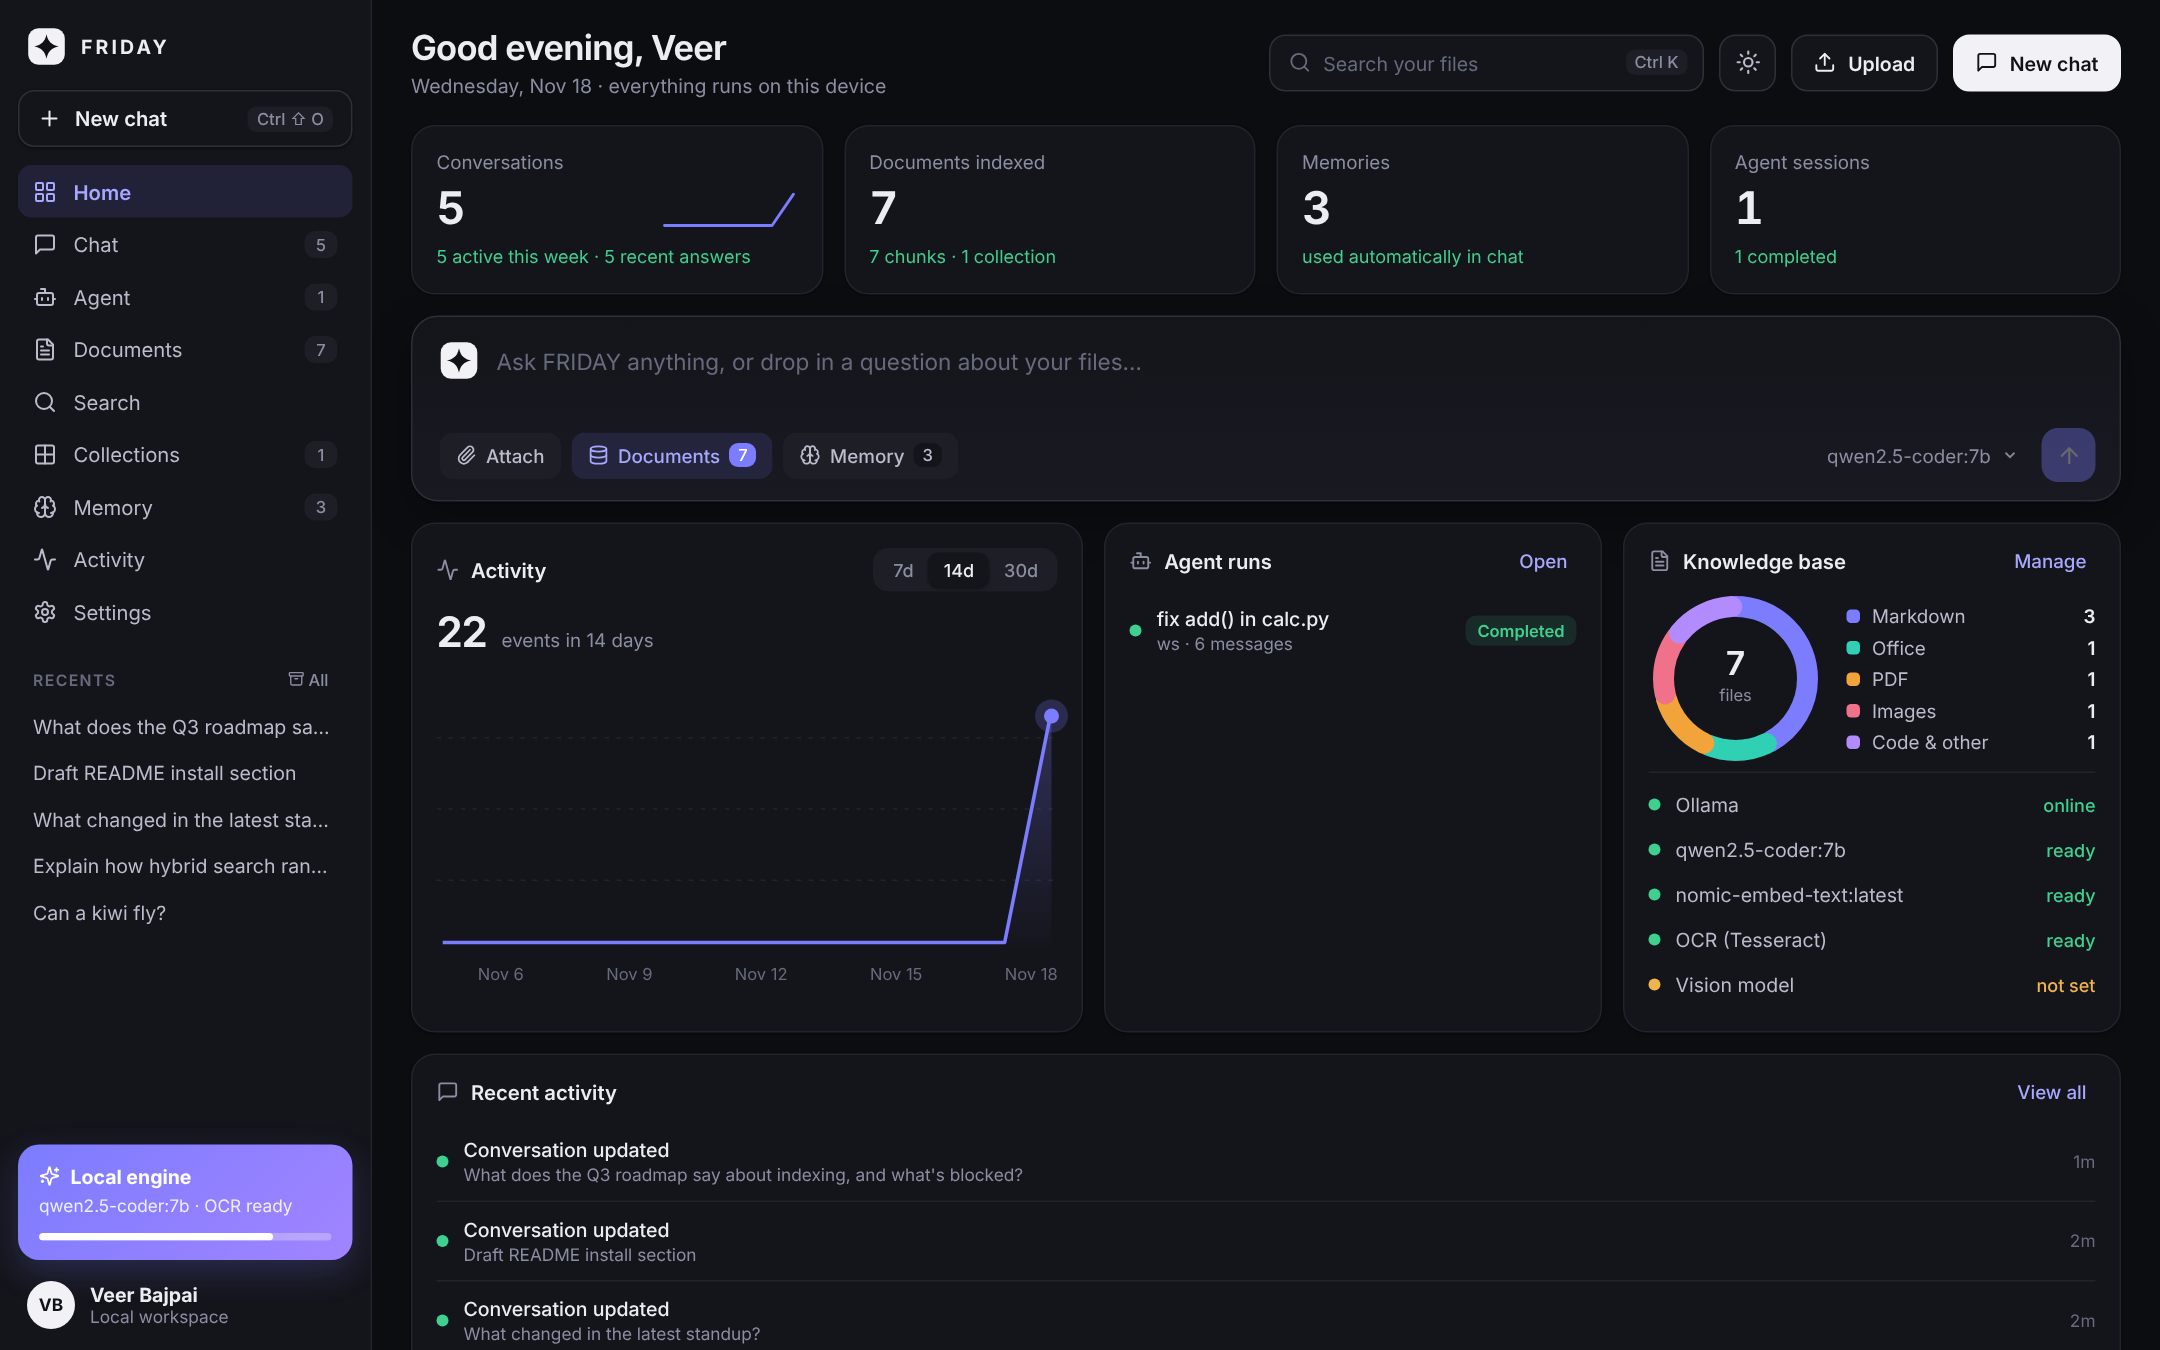 FRIDAY
New chat Ctrl ⇧ O
Home
Chat 5
Agent 1
Documents 7
Search
Collections 1
Memory 3
Activity
Settings
RECENTS All
What does the Q3 roadmap sa...
Draft README install section
What changed in the latest sta...
Explain how hybrid search ran...
Can a kiwi fly?
Local engine
qwen2.5-coder:7b · OCR ready
VB
Veer Bajpai
Local workspace
Good evening, Veer
Wednesday, Nov 18 · everything runs on this device
Search your files Ctrl K
Upload
New chat
Conversations
5
5 active this week · 5 recent answers
Documents indexed
7
7 chunks · 1 collection
Memories
3
used automatically in chat
Agent sessions
1
1 completed
Ask FRIDAY anything, or drop in a question about your files...
Attach
Documents 7
Memory 3
qwen2.5-coder:7b
Activity
7d 14d 30d
22 events in 14 days
Nov 6 Nov 9 Nov 12 Nov 15 Nov 18
Agent runs Open
fix add() in calc.py
ws · 6 messages
Completed
Knowledge base Manage
7
files
Markdown 3
Office 1
PDF 1
Images 1
Code & other 1
Ollama online
qwen2.5-coder:7b ready
nomic-embed-text:latest ready
OCR (Tesseract) ready
Vision model not set
Recent activity View all
Conversation updated
What does the Q3 roadmap say about indexing, and what's blocked?
1m
Conversation updated
Draft README install section
2m
Conversation updated
What changed in the latest standup?
2m